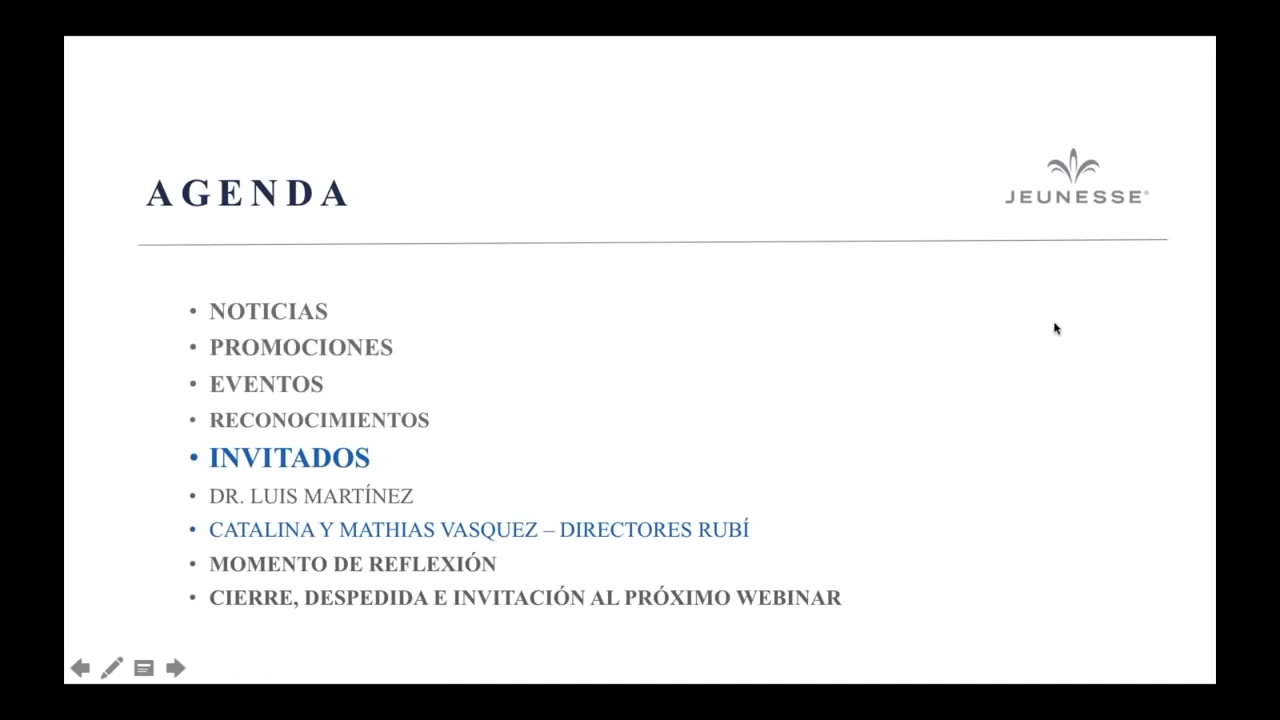 AGENDA
JEUNESSE®
• NOTICIAS
• PROMOCIONES
• EVENTOS
• RECONOCIMIENTOS
• INVITADOS
• DR. LUIS MARTÍNEZ
• CATALINA Y MATHIAS VASQUEZ – DIRECTORES RUBÍ
• MOMENTO DE REFLEXIÓN
• CIERRE, DESPEDIDA E INVITACIÓN AL PRÓXIMO WEBINAR